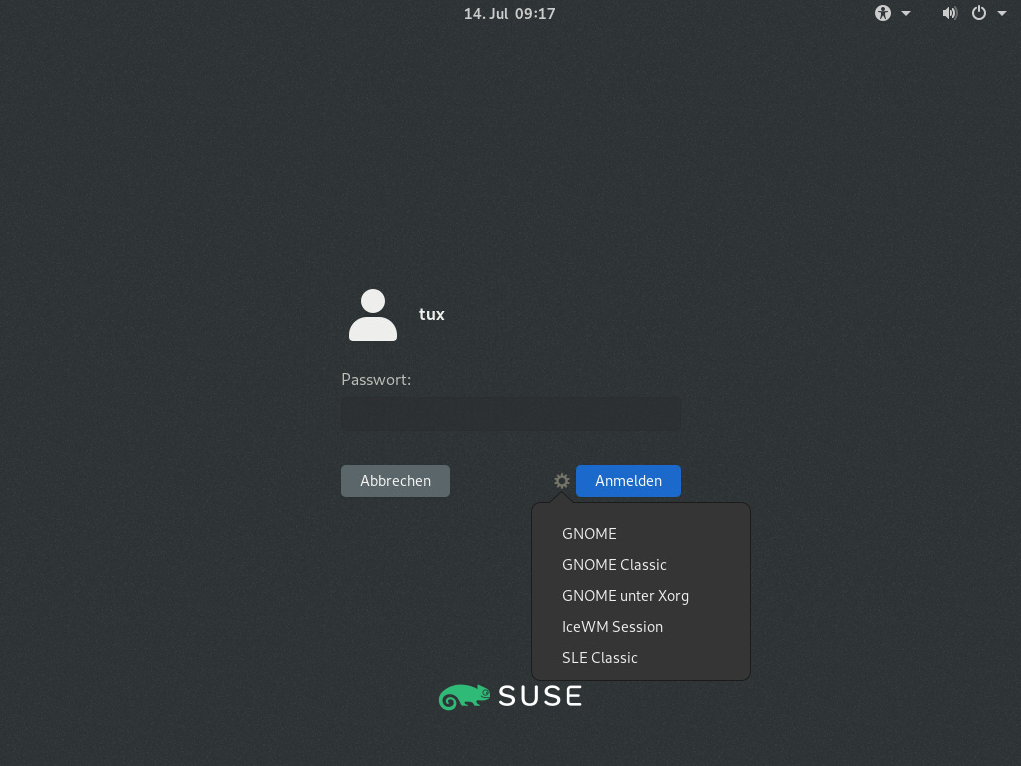 14. Jul 09:17
tux
Passwort:
Abbrechen
Anmelden
GNOME
GNOME Classic
GNOME unter Xorg
IceWM Session
SLE Classic
SUSE